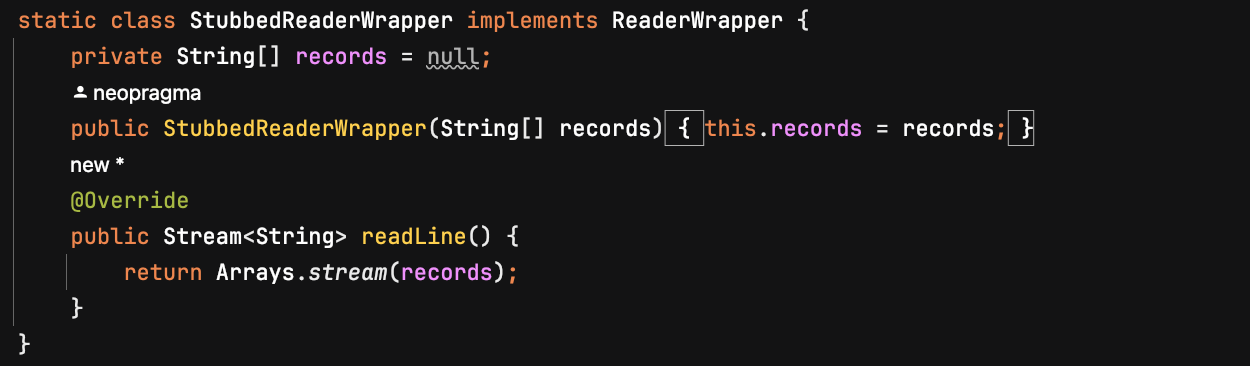 static class StubbedReaderWrapper implements ReaderWrapper {
    private String[] records = null;
    neopragma
    public StubbedReaderWrapper(String[] records) { this.records = records; }
    new *
    @Override
    public Stream<String> readLine() {
        return Arrays.stream(records);
    }
}